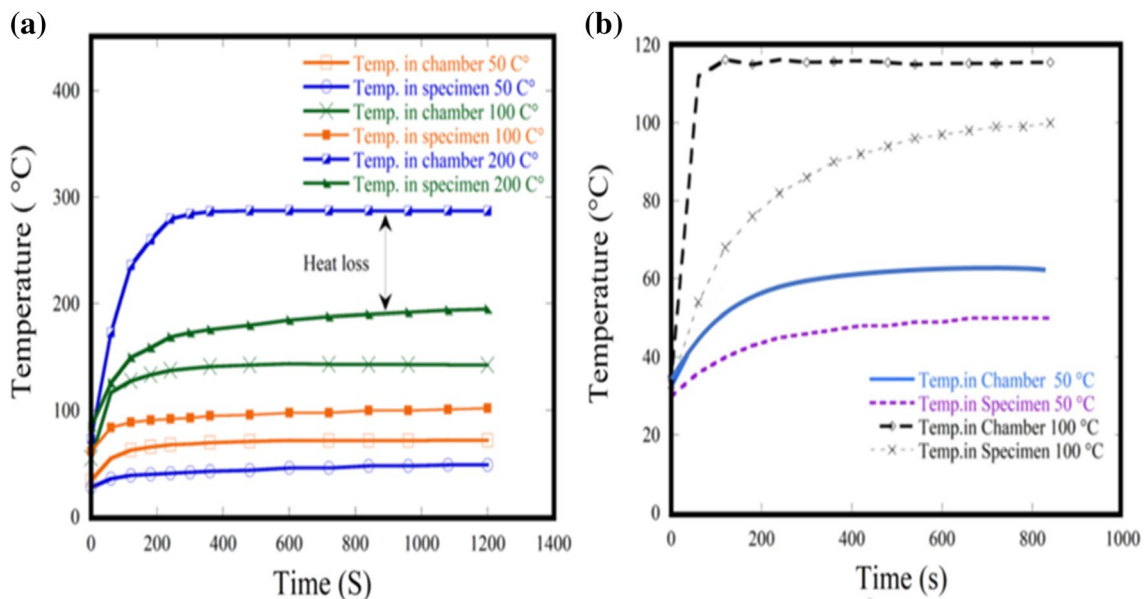 (a)
Temperature ( °C)
400
300
200
100
0
Temp. in chamber 50 C°
Temp. in specimen 50 C°
Temp. in chamber 100 C°
Temp. in specimen 100 C°
Temp. in chamber 200 C°
Temp. in specimen 200 C°
Heat loss
0 200 400 600 800 1000 1200 1400
Time (S)
(b)
Temperature (°C)
120
100
80
60
40
20
0
Temp.in Chamber 50 °C
Temp.in Specimen 50 °C
Temp.in Chamber 100 °C
Temp.in Specimen 100 °C
0 200 400 600 800 1000
Time (s)